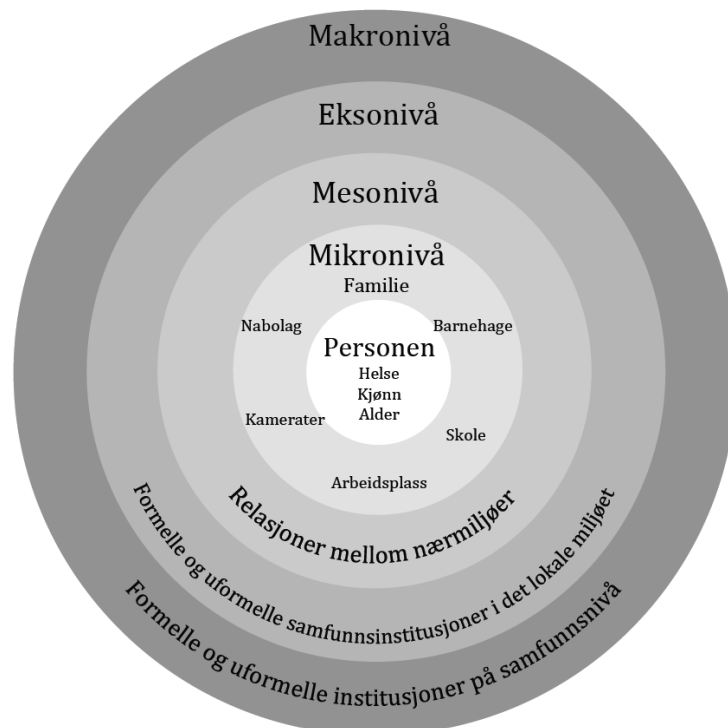 Makronivå
Eksonivå
Mesonivå
Mikronivå
Familie
Nabolag
Barnehage
Personen
Helse
Kjønn
Alder
Kamerater
Skole
Arbeidsplass
Relasjoner mellom nærmiljøer
Formelle og uformelle samfunnsinstitusjoner i det lokale miljøet
Formelle og uformelle institusjoner på samfunnsnivå